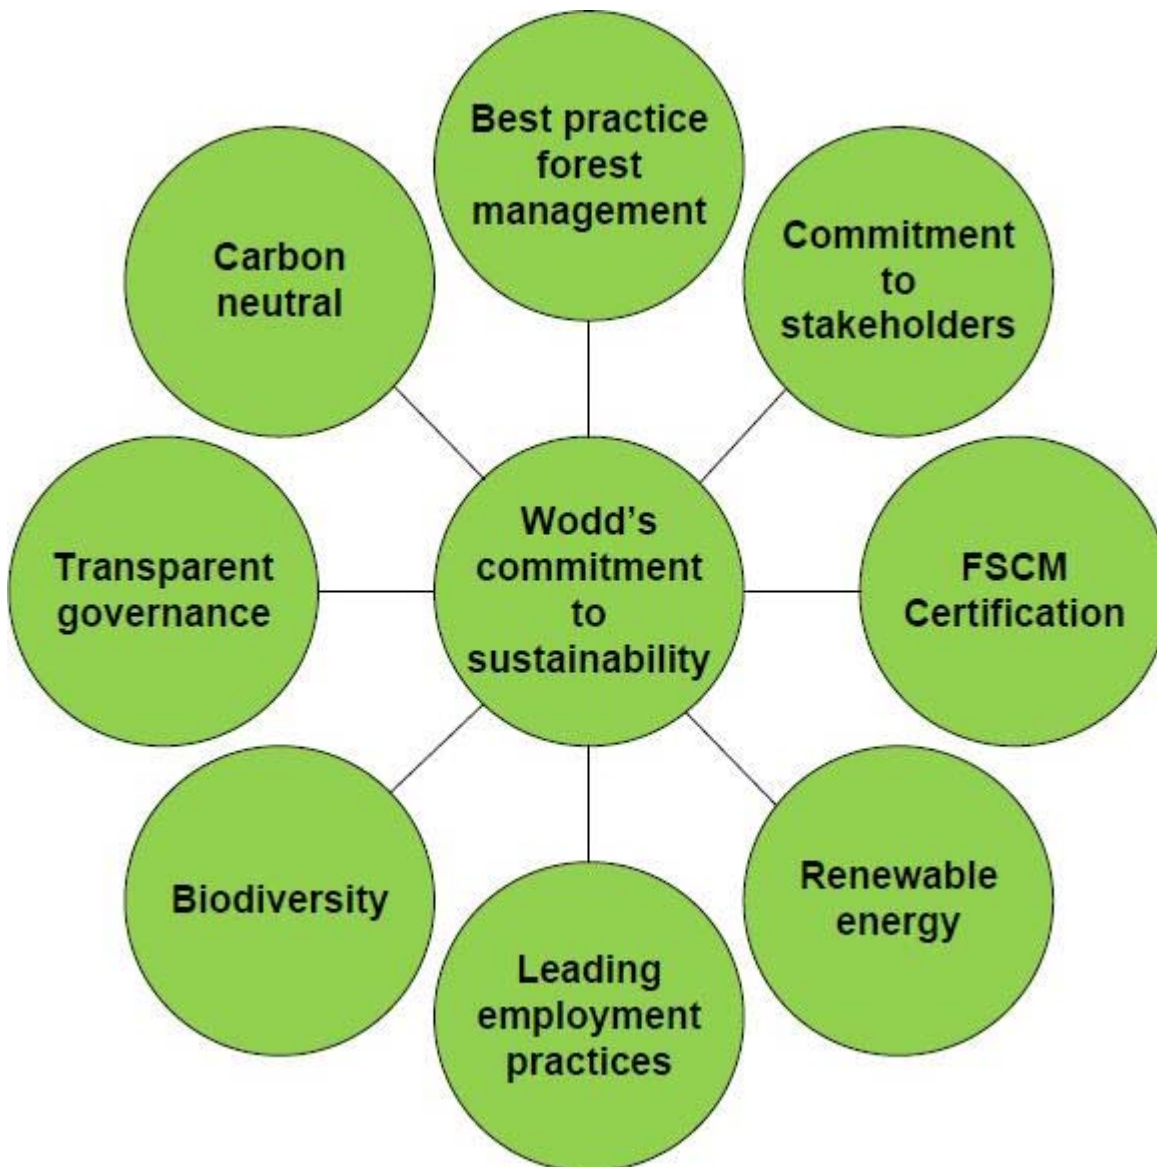 Best practice
forest
management
Commitment
to
stakeholders
Carbon
neutral
Wodd’s
commitment
to
sustainability
Transparent
governance
FSCM
Certification
Biodiversity
Renewable
energy
Leading
employment
practices